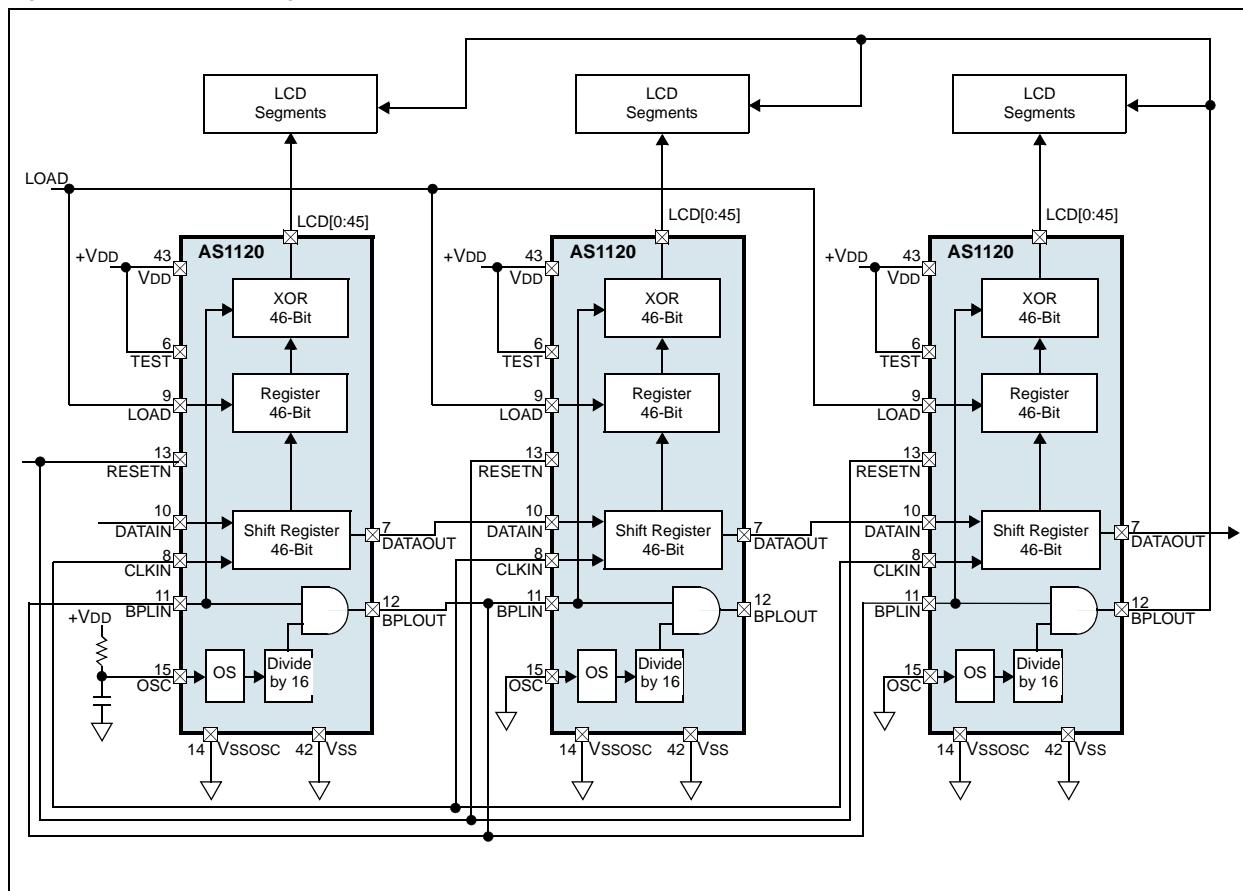 LCD
Segments
LCD
Segments
LCD
Segments
LOAD
LCD[0:45]
LCD[0:45]
LCD[0:45]
+VDD
43
VDD
AS1120
XOR
46-Bit
6
TEST
9
LOAD
Register
46-Bit
13
RESETN
10
DATAIN
Shift Register
46-Bit
7
DATAOUT
8
CLKIN
11
BPLIN
12
BPLOUT
+VDD
15
OSC
OS
Divide
by 16
14
VSSOSC
42
VSS
+VDD
43
VDD
AS1120
XOR
46-Bit
6
TEST
9
LOAD
Register
46-Bit
13
RESETN
10
DATAIN
Shift Register
46-Bit
7
DATAOUT
8
CLKIN
11
BPLIN
12
BPLOUT
15
OSC
OS
Divide
by 16
14
VSSOSC
42
VSS
+VDD
43
VDD
AS1120
XOR
46-Bit
6
TEST
9
LOAD
Register
46-Bit
13
RESETN
10
DATAIN
Shift Register
46-Bit
7
DATAOUT
8
CLKIN
11
BPLIN
12
BPLOUT
15
OSC
OS
Divide
by 16
14
VSSOSC
42
VSS